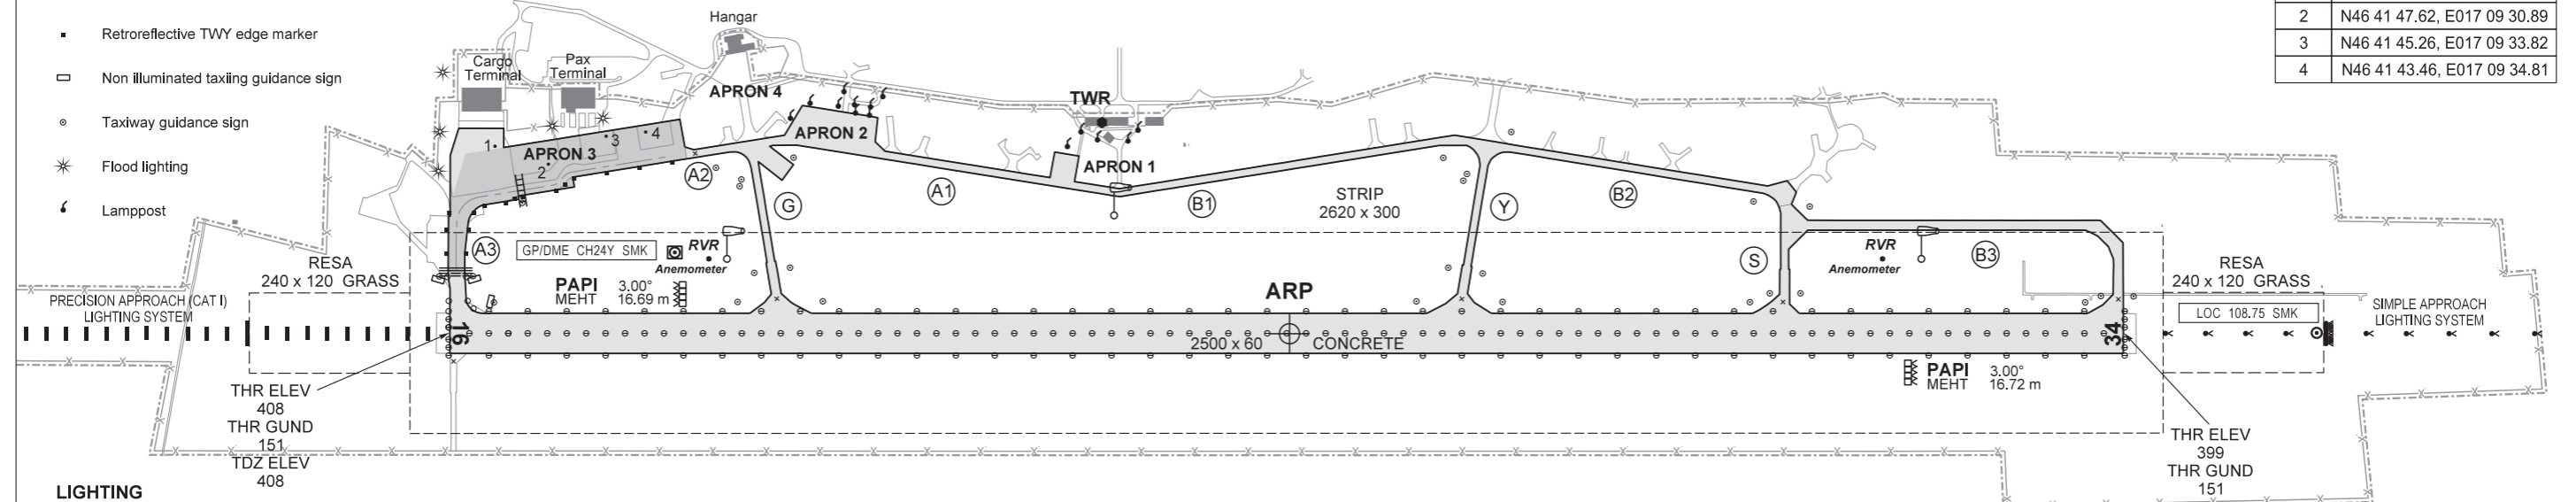 Retroreflective TWY edge marker
Non illuminated taxiing guidance sign
Taxiway guidance sign
Flood lighting
Lamppost
2 N46 41 47.62, E017 09 30.89
3 N46 41 45.26, E017 09 33.82
4 N46 41 43.46, E017 09 34.81
Hangar
Cargo
Terminal
Pax
Terminal
APRON 4
TWR
APRON 2
1
2
3
4
APRON 3
APRON 1
A2
A1
G
B1
STRIP
2620 x 300
Y
B2
A3
GP/DME CH24Y SMK
RVR
Anemometer
S
RVR
Anemometer
B3
RESA
240 x 120 GRASS
PAPI 3.00°
MEHT 16.69 m
ARP
RESA
240 x 120 GRASS
PRECISION APPROACH (CAT I)
LIGHTING SYSTEM
LOC 108.75 SMK
SIMPLE APPROACH
LIGHTING SYSTEM
16
2500 x 60 CONCRETE
34
PAPI 3.00°
MEHT 16.72 m
THR ELEV
408
THR GUND
151
TDZ ELEV
408
THR ELEV
399
THR GUND
151
LIGHTING